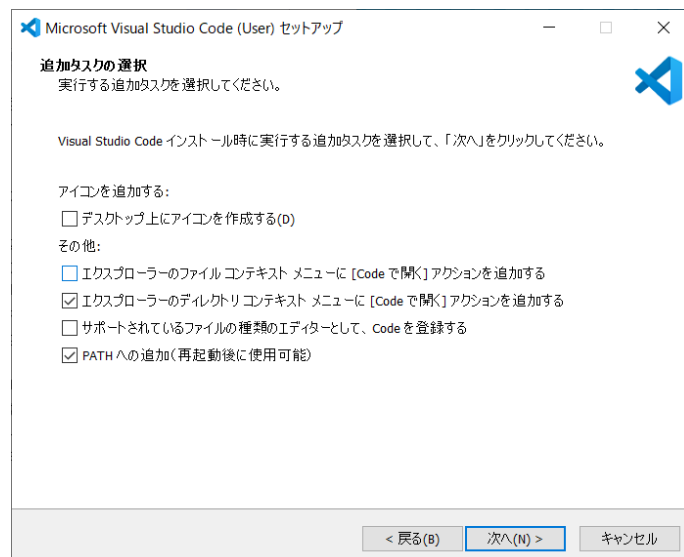 Microsoft Visual Studio Code (User) セットアップ
追加タスクの選択
実行する追加タスクを選択してください。
Visual Studio Code インストール時に実行する追加タスクを選択して、「次へ」をクリックしてください。
アイコンを追加する:
デスクトップ上にアイコンを作成する(D)
その他:
エクスプローラーのファイル コンテキスト メニューに [Code で開く] アクションを追加する
エクスプローラーのディレクトリ コンテキスト メニューに [Code で開く] アクションを追加する
サポートされているファイルの種類のエディターとして、Code を登録する
PATH への追加(再起動後に使用可能)
< 戻る(B) 次へ(N) > キャンセル